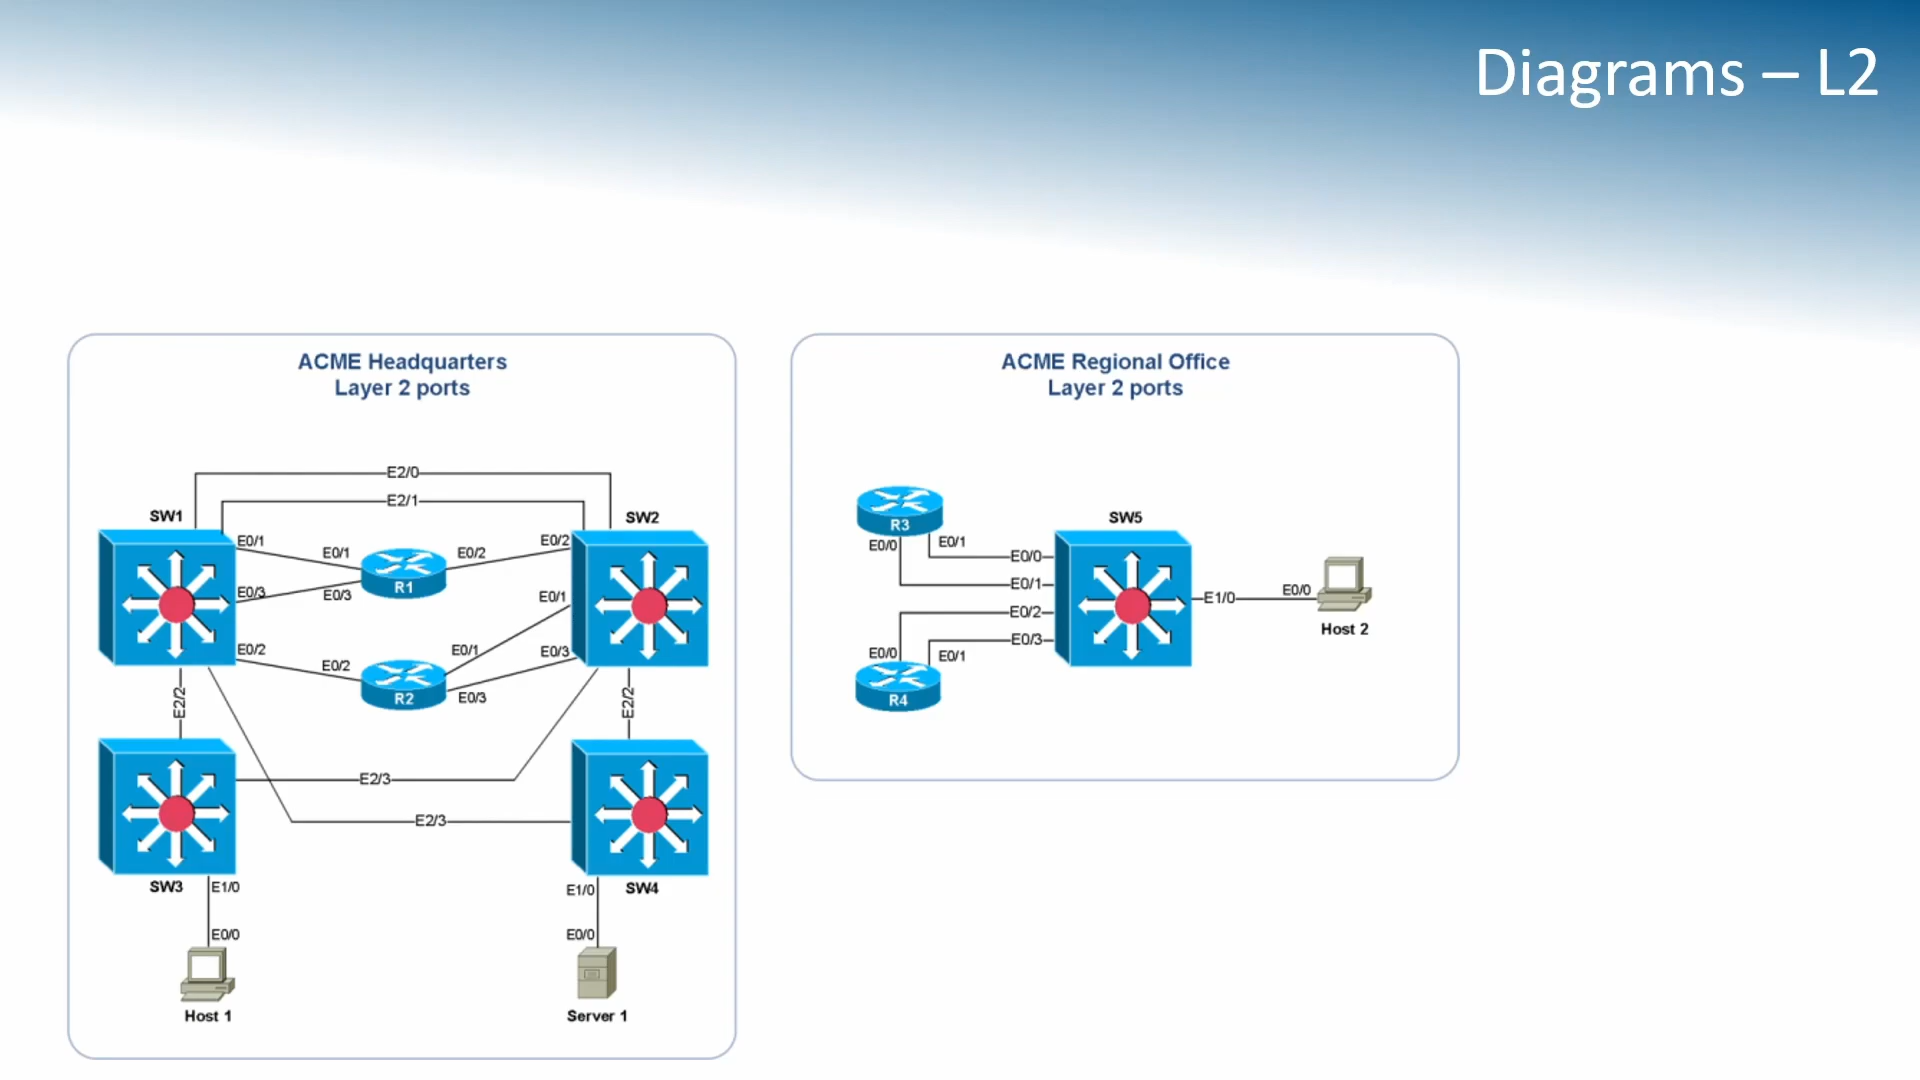 Diagrams – L2
ACME Headquarters
Layer 2 ports
E2/0
E2/1
SW1
SW2
E0/1
E0/1
E0/2
E0/2
R1
E0/3
E0/3
E0/1
E0/2
E0/2
E0/1
E0/3
R2
E0/3
E2/2
E2/2
E2/3
E2/3
SW3
E1/0
E1/0
SW4
E0/0
E0/0
Host 1
Server 1
ACME Regional Office
Layer 2 ports
R3
SW5
E0/0
E0/1
E0/0
E0/1
E0/2
E0/3
E0/0
E0/1
R4
E1/0
E0/0
Host 2